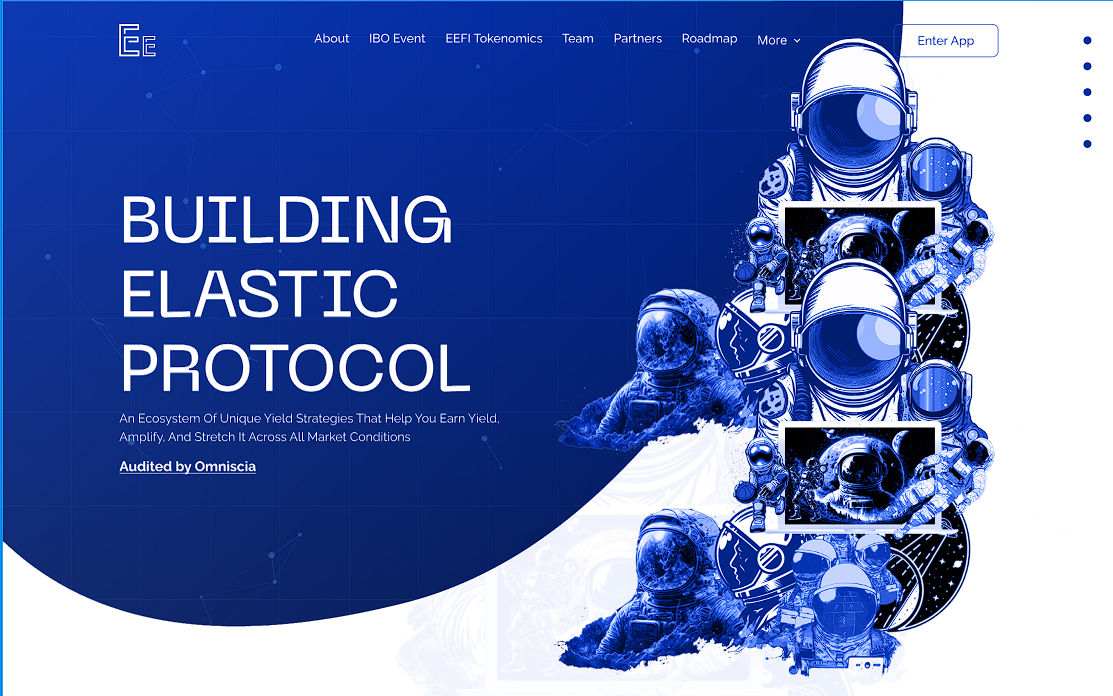 EE
About IBO Event EEFI Tokenomics Team Partners Roadmap More Enter App
BUILDING
ELASTIC
PROTOCOL
An Ecosystem Of Unique Yield Strategies That Help You Earn Yield,
Amplify, And Stretch It Across All Market Conditions
Audited by Omniscia